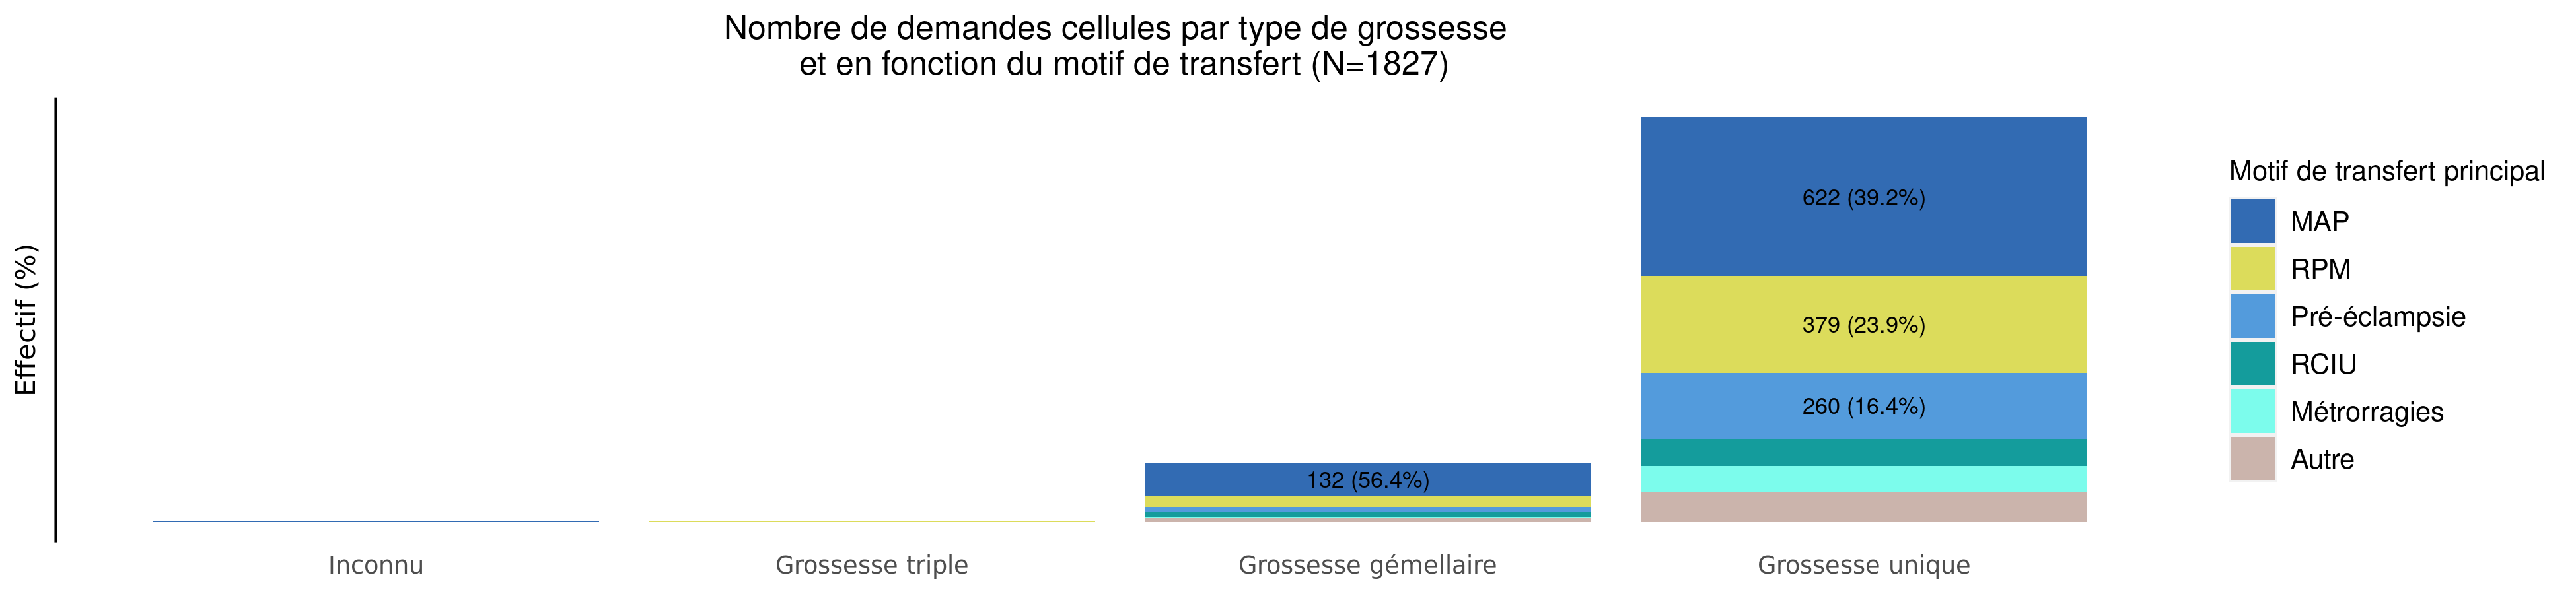 Nombre de demandes cellules par type de grossesse
et en fonction du motif de transfert (N=1827)
Effectif (%)
622 (39.2%)
379 (23.9%)
260 (16.4%)
132 (56.4%)
Inconnu
Grossesse triple
Grossesse gémellaire
Grossesse unique
Motif de transfert principal
MAP
RPM
Pré-éclampsie
RCIU
Métrorragies
Autre